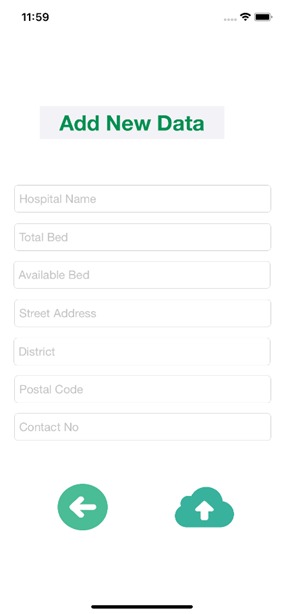 11:59
Add New Data
Hospital Name
Total Bed
Available Bed
Street Address
District
Postal Code
Contact No